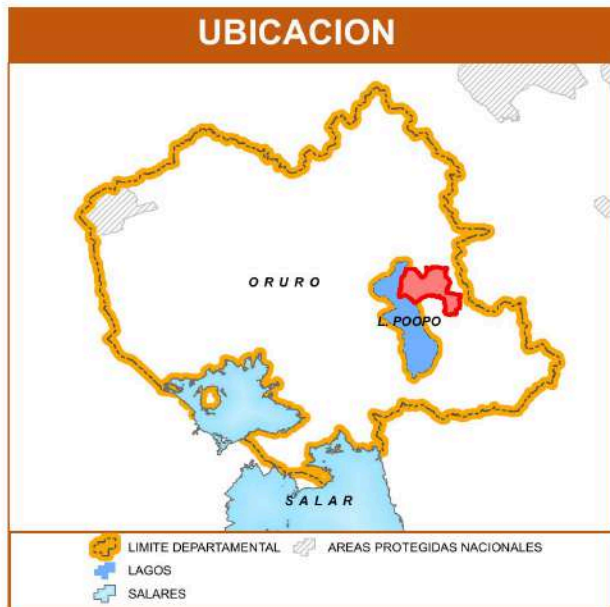 UBICACION
ORURO
L. POOPO
SALAR
LIMITE DEPARTAMENTAL
AREAS PROTEGIDAS NACIONALES
LAGOS
SALARES